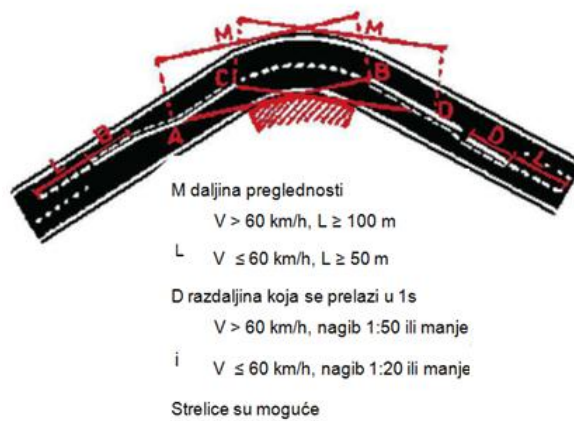 M M
C B
A D
L B D L
M daljina preglednosti
V > 60 km/h, L ≥ 100 m
L V ≤ 60 km/h, L ≥ 50 m
D razdaljina koja se prelazi u 1s
V > 60 km/h, nagib 1:50 ili manje
i V ≤ 60 km/h, nagib 1:20 ili manje
Strelice su moguće